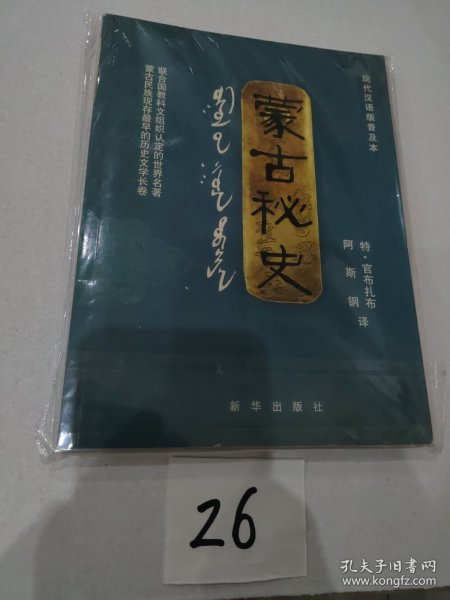 现代汉语版普及本
蒙古秘史
特·官布扎布
阿斯钢 译
联合国教科文组织认定的世界名著
蒙古民族现存最早的历史文学长卷
新华出版社
26
孔夫子旧书网
www.kongfz.com